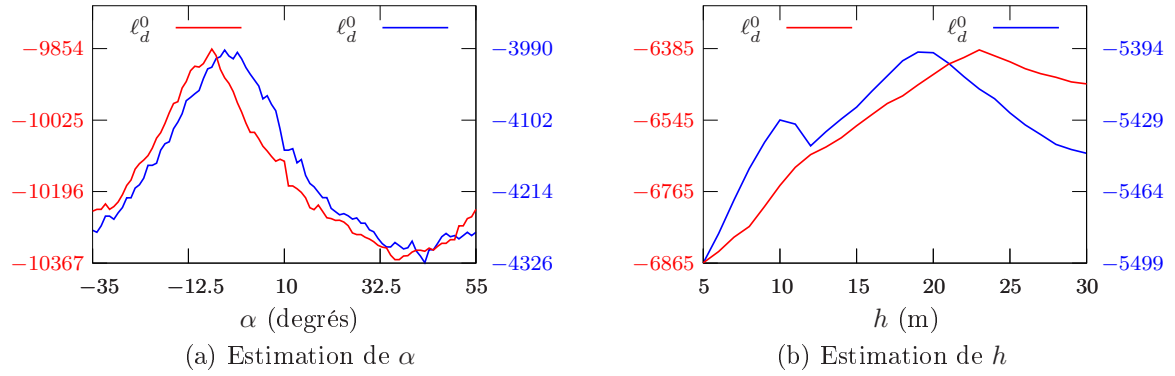 ℓ_d^0 ℓ_d^0
−9854 −3990
−10025 −4102
−10196 −4214
−10367 −4326
−35 −12.5 10 32.5 55
α (degrés)
(a) Estimation de α
ℓ_d^0 ℓ_d^0
−6385 −5394
−6545 −5429
−6765 −5464
−6865 −5499
5 10 15 20 25 30
h (m)
(b) Estimation de h